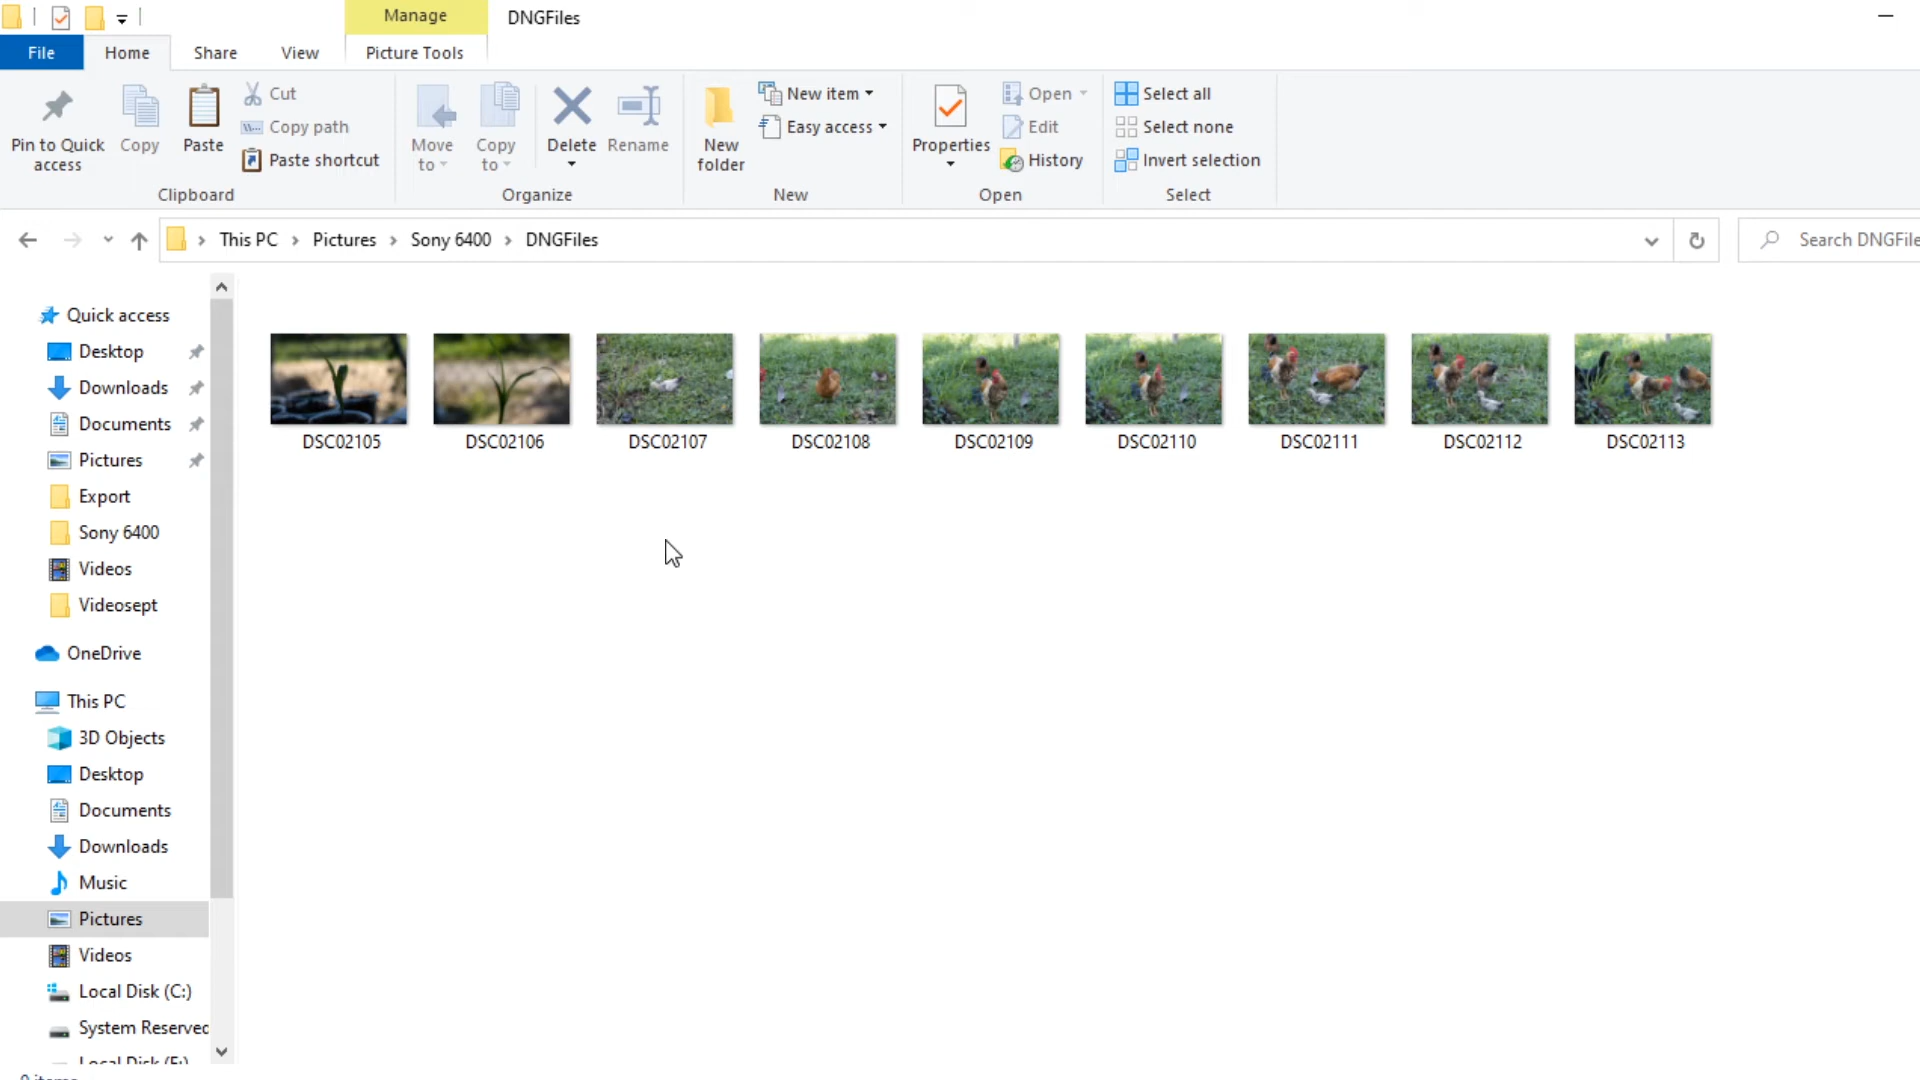 Manage
DNGFiles
File
Home
Share
View
Picture Tools
Pin to Quick access
Copy
Paste
Cut
Copy path
Paste shortcut
Clipboard
Move to
Copy to
Delete
Rename
Organize
New folder
New item
Easy access
New
Properties
Open
Edit
History
Open
Select all
Select none
Invert selection
Select
This PC > Pictures > Sony 6400 > DNGFiles
Search DNGFile
Quick access
Desktop
Downloads
Documents
Pictures
Export
Sony 6400
Videos
Videosept
OneDrive
This PC
3D Objects
Desktop
Documents
Downloads
Music
Pictures
Videos
Local Disk (C:)
System Reserved
DSC02105
DSC02106
DSC02107
DSC02108
DSC02109
DSC02110
DSC02111
DSC02112
DSC02113